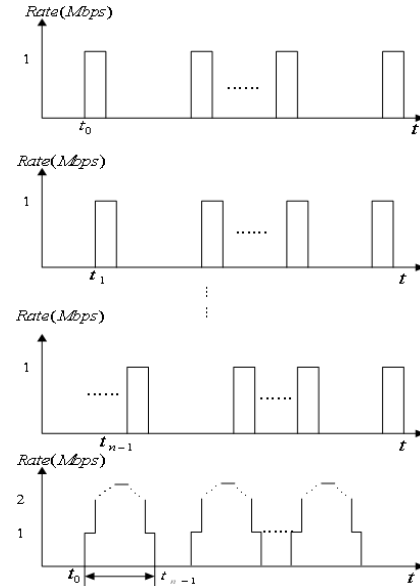 Rate(Mbps)
1
......
t0
t
Rate(Mbps)
1
......
t1
t
Rate(Mbps)
1
......
......
tn-1
t
Rate(Mbps)
2
1
t0
tn-1
t